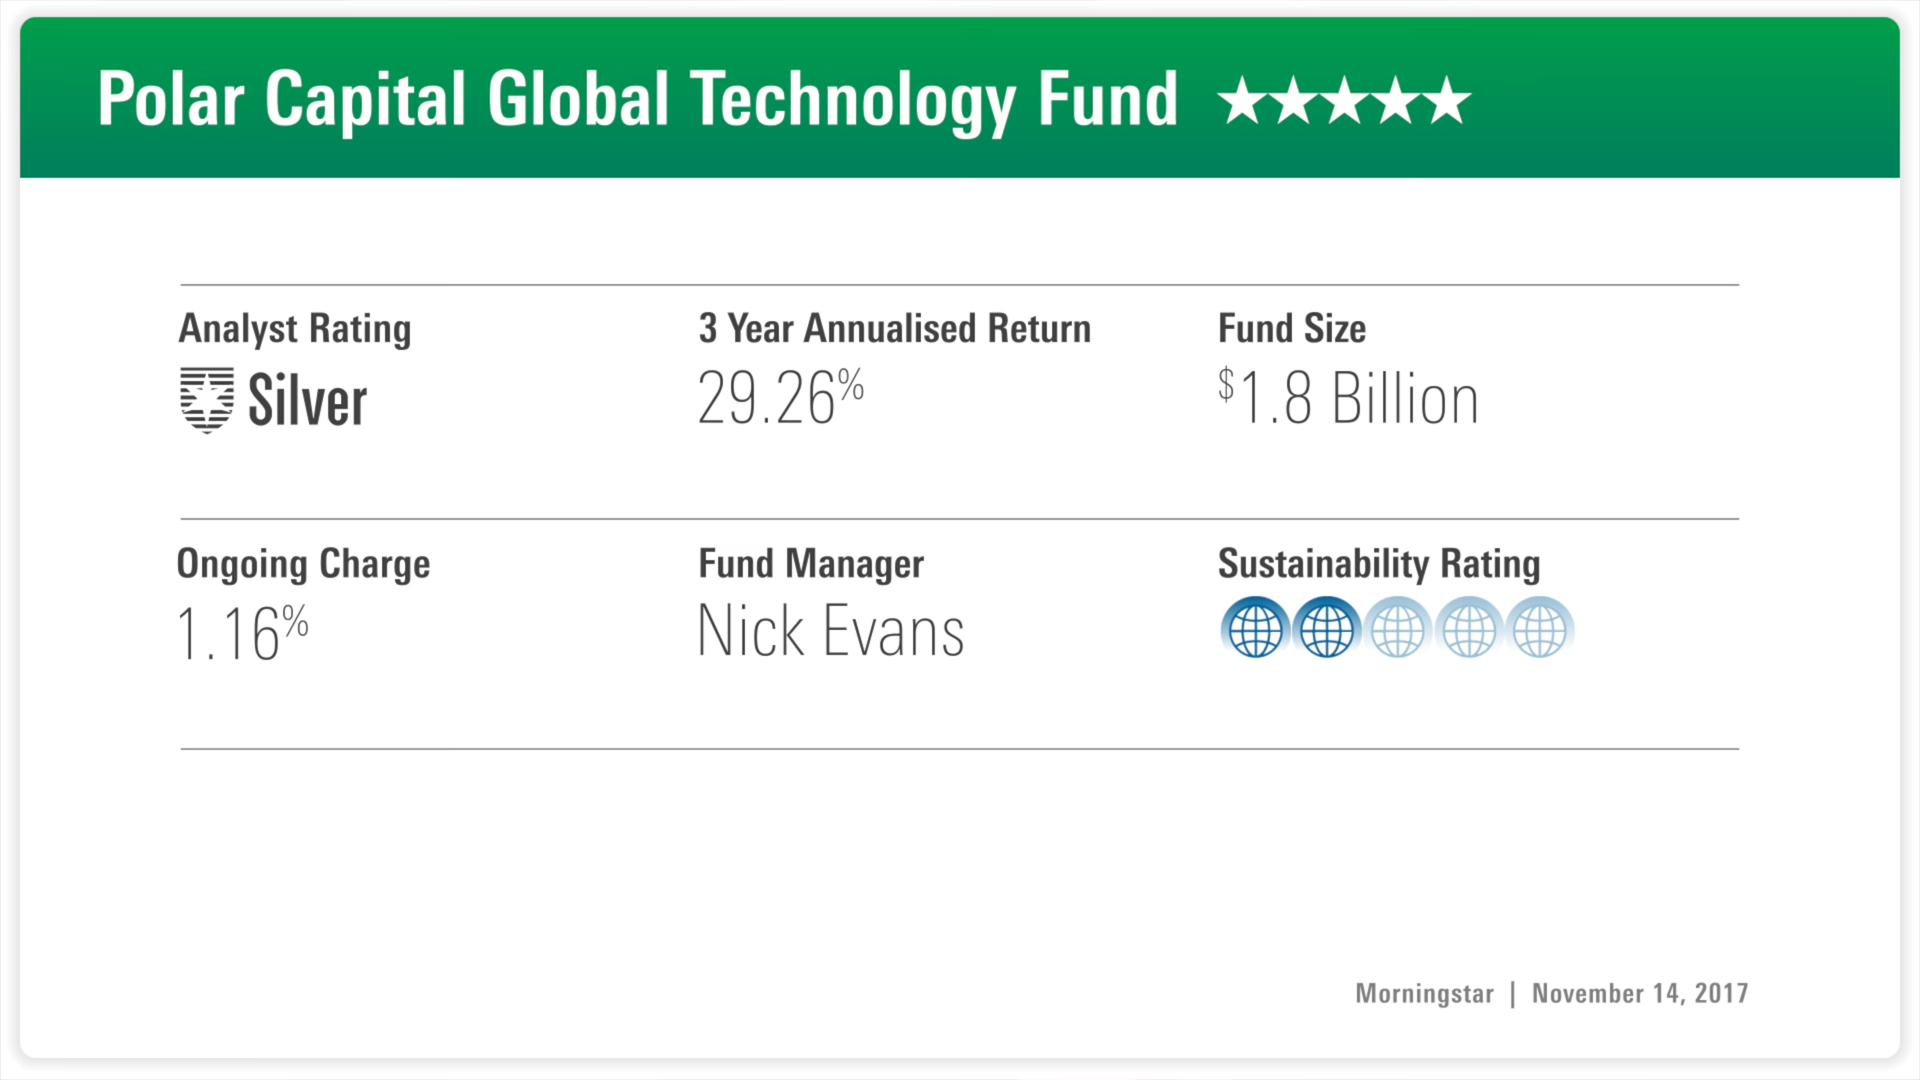 Polar Capital Global Technology Fund
Analyst Rating
Silver
3 Year Annualised Return
29.26%
Fund Size
$1.8 Billion
Ongoing Charge
1.16%
Fund Manager
Nick Evans
Sustainability Rating
Morningstar | November 14, 2017